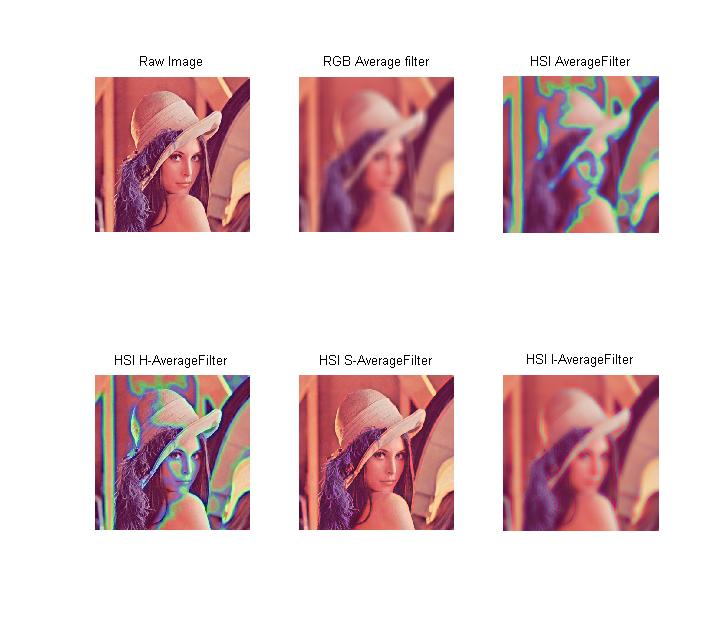 Raw Image
RGB Average filter
HSI AverageFilter
HSI H-AverageFilter
HSI S-AverageFilter
HSI I-AverageFilter